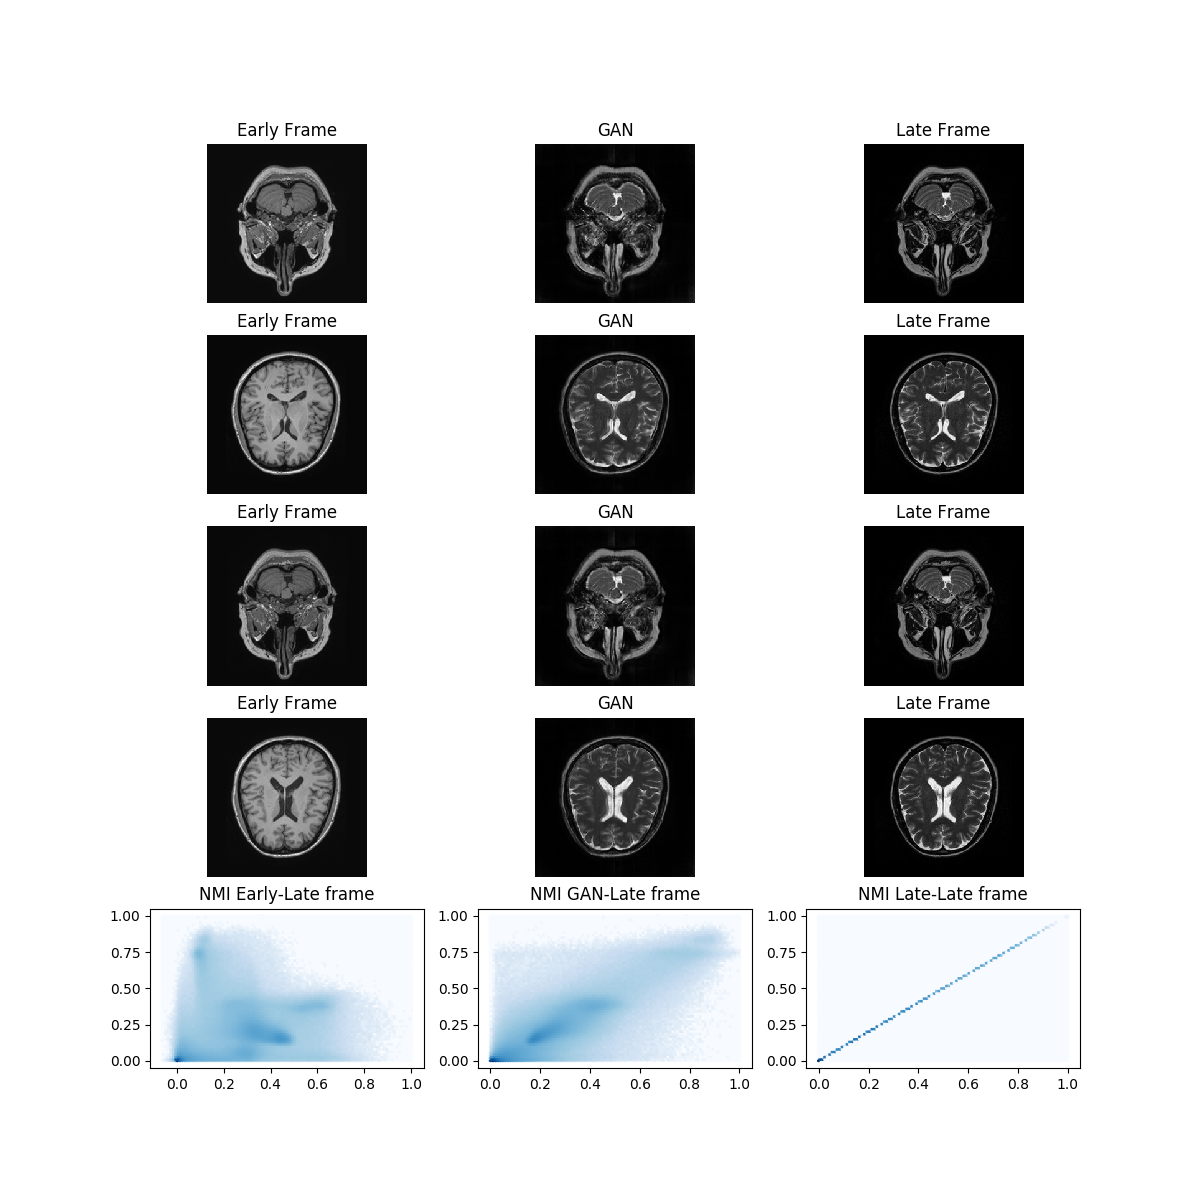 Early Frame GAN Late Frame
Early Frame GAN Late Frame
Early Frame GAN Late Frame
Early Frame GAN Late Frame
NMI Early-Late frame NMI GAN-Late frame NMI Late-Late frame
1.00 1.00 1.00
0.75 0.75 0.75
0.50 0.50 0.50
0.25 0.25 0.25
0.00 0.00 0.00
0.0 0.2 0.4 0.6 0.8 1.0 0.0 0.2 0.4 0.6 0.8 1.0 0.0 0.2 0.4 0.6 0.8 1.0